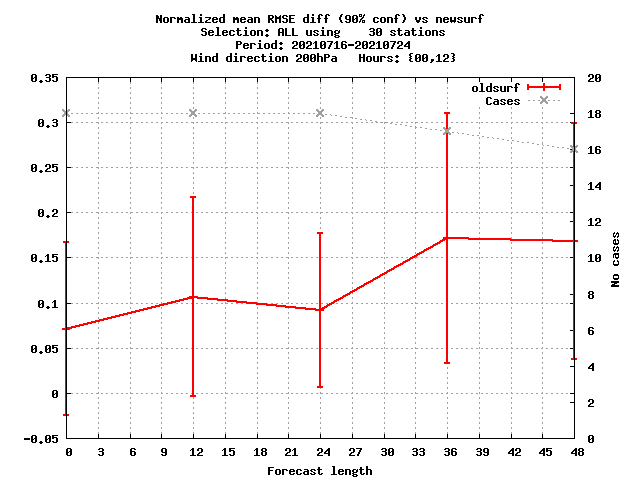 Normalized mean RMSE diff (90% conf) vs newsurf
Selection: ALL using    30 stations
Period: 20210716-20210724
Wind direction 200hPa   Hours: {00,12}
oldsurf
Cases
0.35
0.3
0.25
0.2
0.15
0.1
0.05
0
-0.05
20
18
16
14
12
10
8
6
4
2
0
No cases
0 3 6 9 12 15 18 21 24 27 30 33 36 39 42 45 48
Forecast length